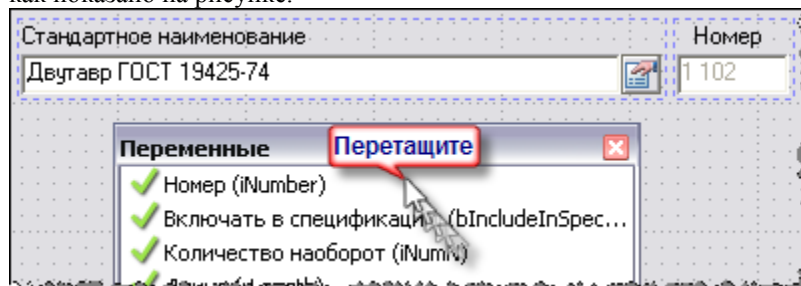 как показано на рисунке.
Стандартное наименование Номер
Двутавр ГОСТ 19425-74 1 102
Переменные Перетащите
Номер (iNumber)
Включать в спецификаци (bIncludeInSpec...
Количество наоборот (iNumN)